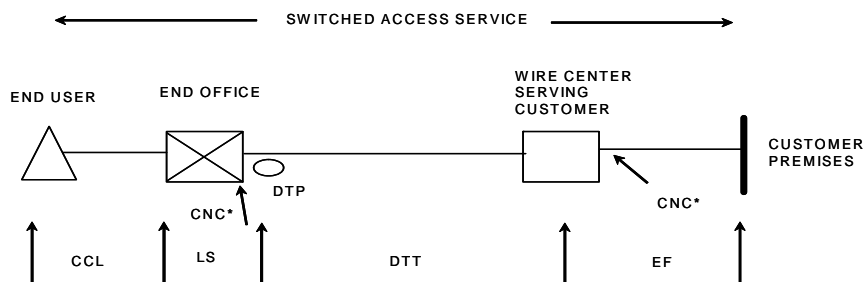 SWITCHED ACCESS SERVICE
END USER
END OFFICE
WIRE CENTER
SERVING
CUSTOMER
CUSTOMER
PREMISES
DTP
CNC*
CNC*
CCL
LS
DTT
EF